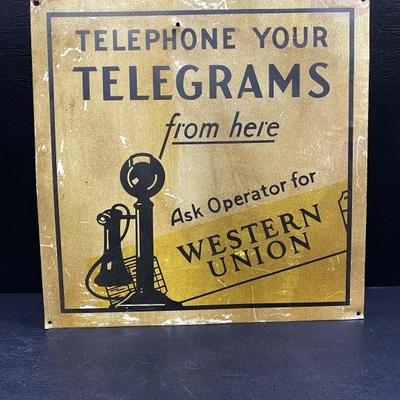 TELEPHONE YOUR
TELEGRAMS
from here
Ask Operator for
WESTERN
UNION